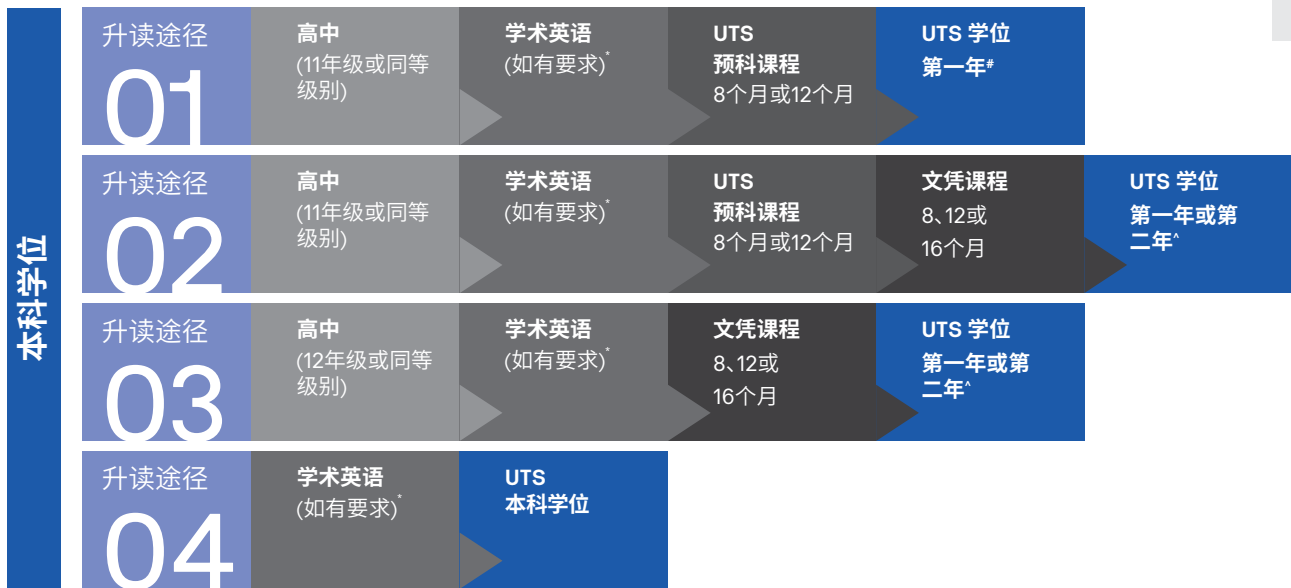 本科学位
升读途径
01
高中
(11年级或同等
级别)
学术英语
(如有要求)*
UTS
预科课程
8个月或12个月
UTS 学位
第一年#
升读途径
02
高中
(11年级或同等
级别)
学术英语
(如有要求)*
UTS
预科课程
8个月或12个月
文凭课程
8、12或
16个月
UTS 学位
第一年或第
二年^
升读途径
03
高中
(12年级或同等
级别)
学术英语
(如有要求)*
文凭课程
8、12或
16个月
UTS 学位
第一年或第
二年^
升读途径
04
学术英语
(如有要求)*
UTS
本科学位